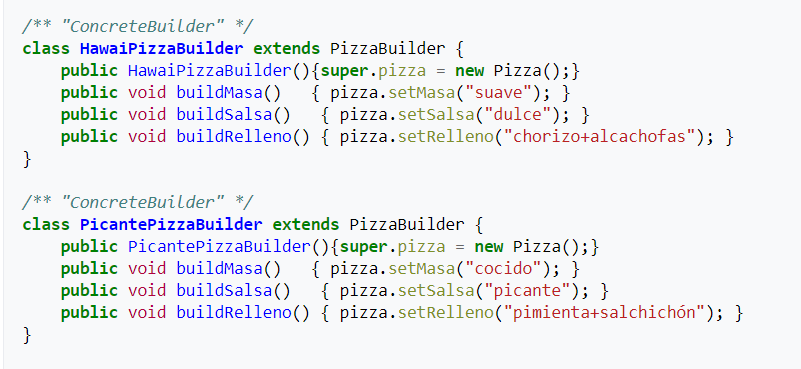 /** "ConcreteBuilder" */
class HawaiPizzaBuilder extends PizzaBuilder {
    public HawaiPizzaBuilder(){super.pizza = new Pizza();}
    public void buildMasa()   { pizza.setMasa("suave"); }
    public void buildSalsa()   { pizza.setSalsa("dulce"); }
    public void buildRelleno() { pizza.setRelleno("chorizo+alcachofas"); }
}

/** "ConcreteBuilder" */
class PicantePizzaBuilder extends PizzaBuilder {
    public PicantePizzaBuilder(){super.pizza = new Pizza();}
    public void buildMasa()   { pizza.setMasa("cocido"); }
    public void buildSalsa()   { pizza.setSalsa("picante"); }
    public void buildRelleno() { pizza.setRelleno("pimienta+salchichón"); }
}